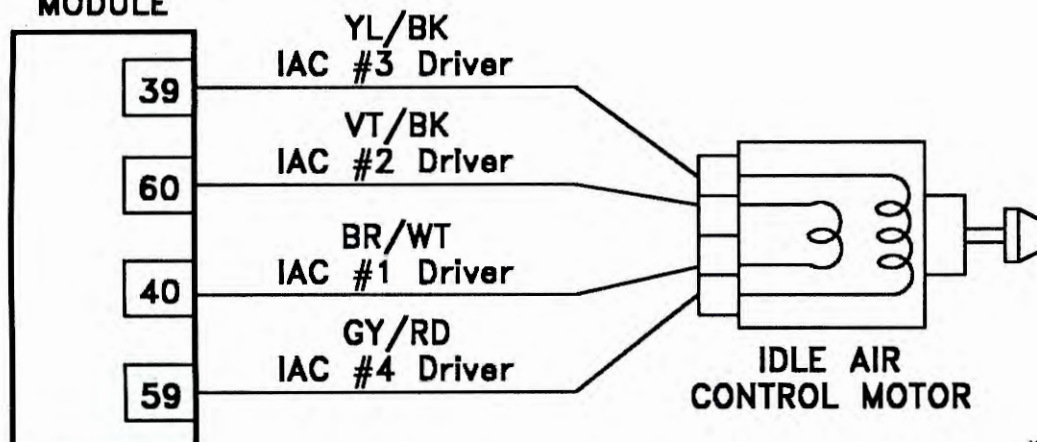 MODULE
39
YL/BK
IAC #3 Driver
60
VT/BK
IAC #2 Driver
40
BR/WT
IAC #1 Driver
59
GY/RD
IAC #4 Driver
IDLE AIR
CONTROL MOTOR